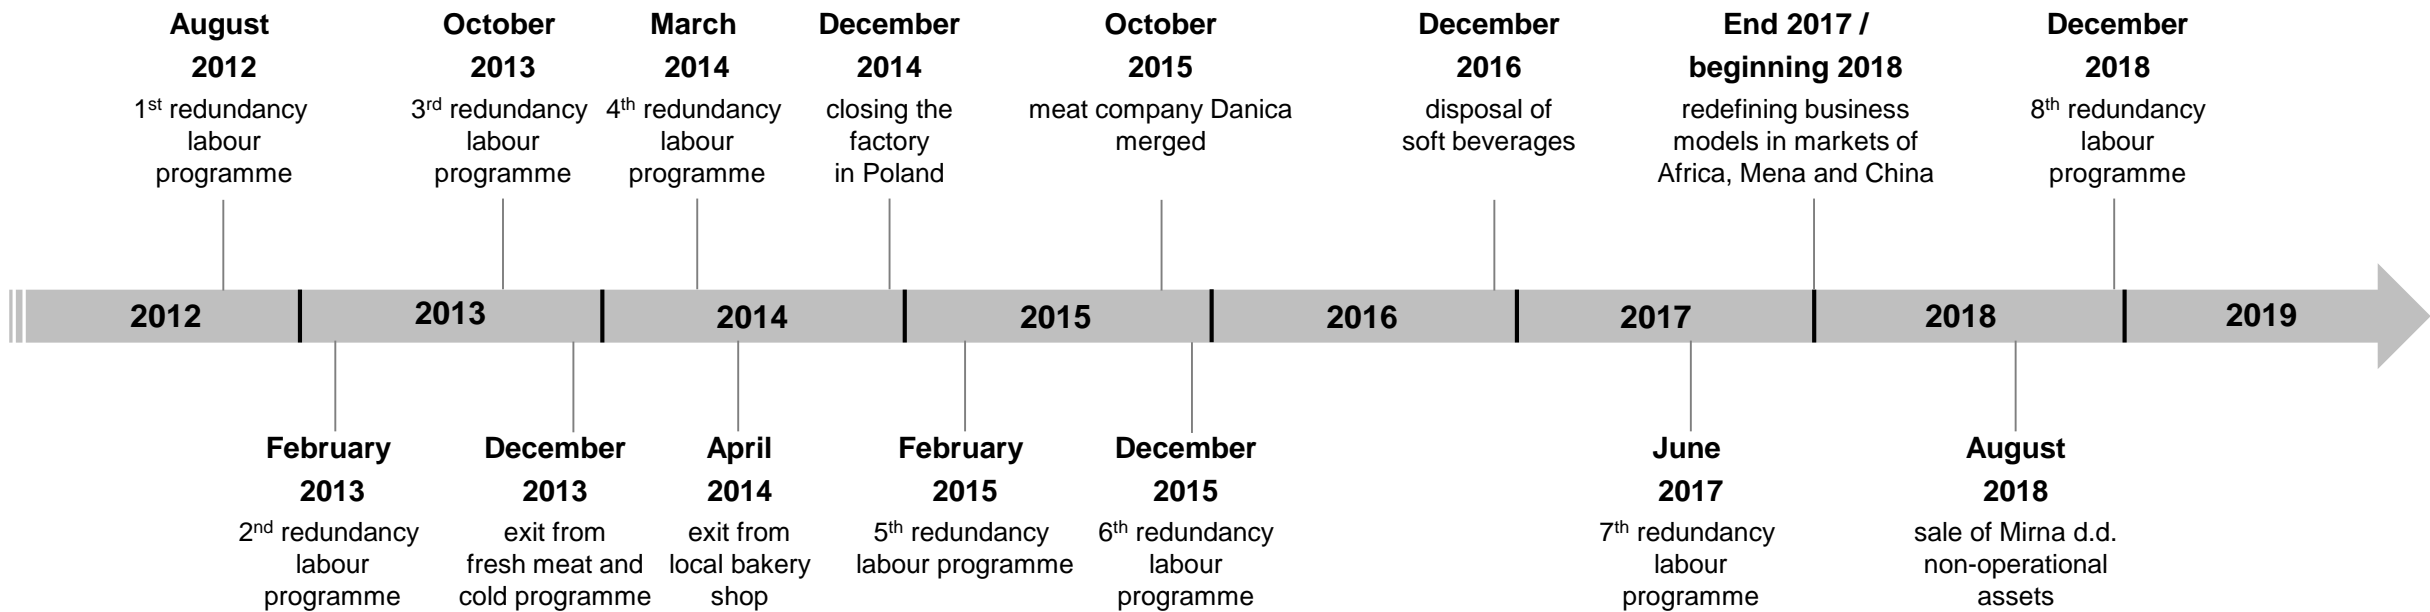 August
2012
1st redundancy
labour
programme
October
2013
3rd redundancy
labour
programme
March
2014
4th redundancy
labour
programme
December
2014
closing the
factory
in Poland
October
2015
meat company Danica
merged
December
2016
disposal of
soft beverages
End 2017 /
beginning 2018
redefining business
models in markets of
Africa, Mena and China
December
2018
8th redundancy
labour
programme
2012
2013
2014
2015
2016
2017
2018
2019
February
2013
2nd redundancy
labour
programme
December
2013
exit from
fresh meat and
cold programme
April
2014
exit from
local bakery
shop
February
2015
5th redundancy
labour programme
December
2015
6th redundancy
labour
programme
June
2017
7th redundancy
labour
programme
August
2018
sale of Mirna d.d.
non-operational
assets